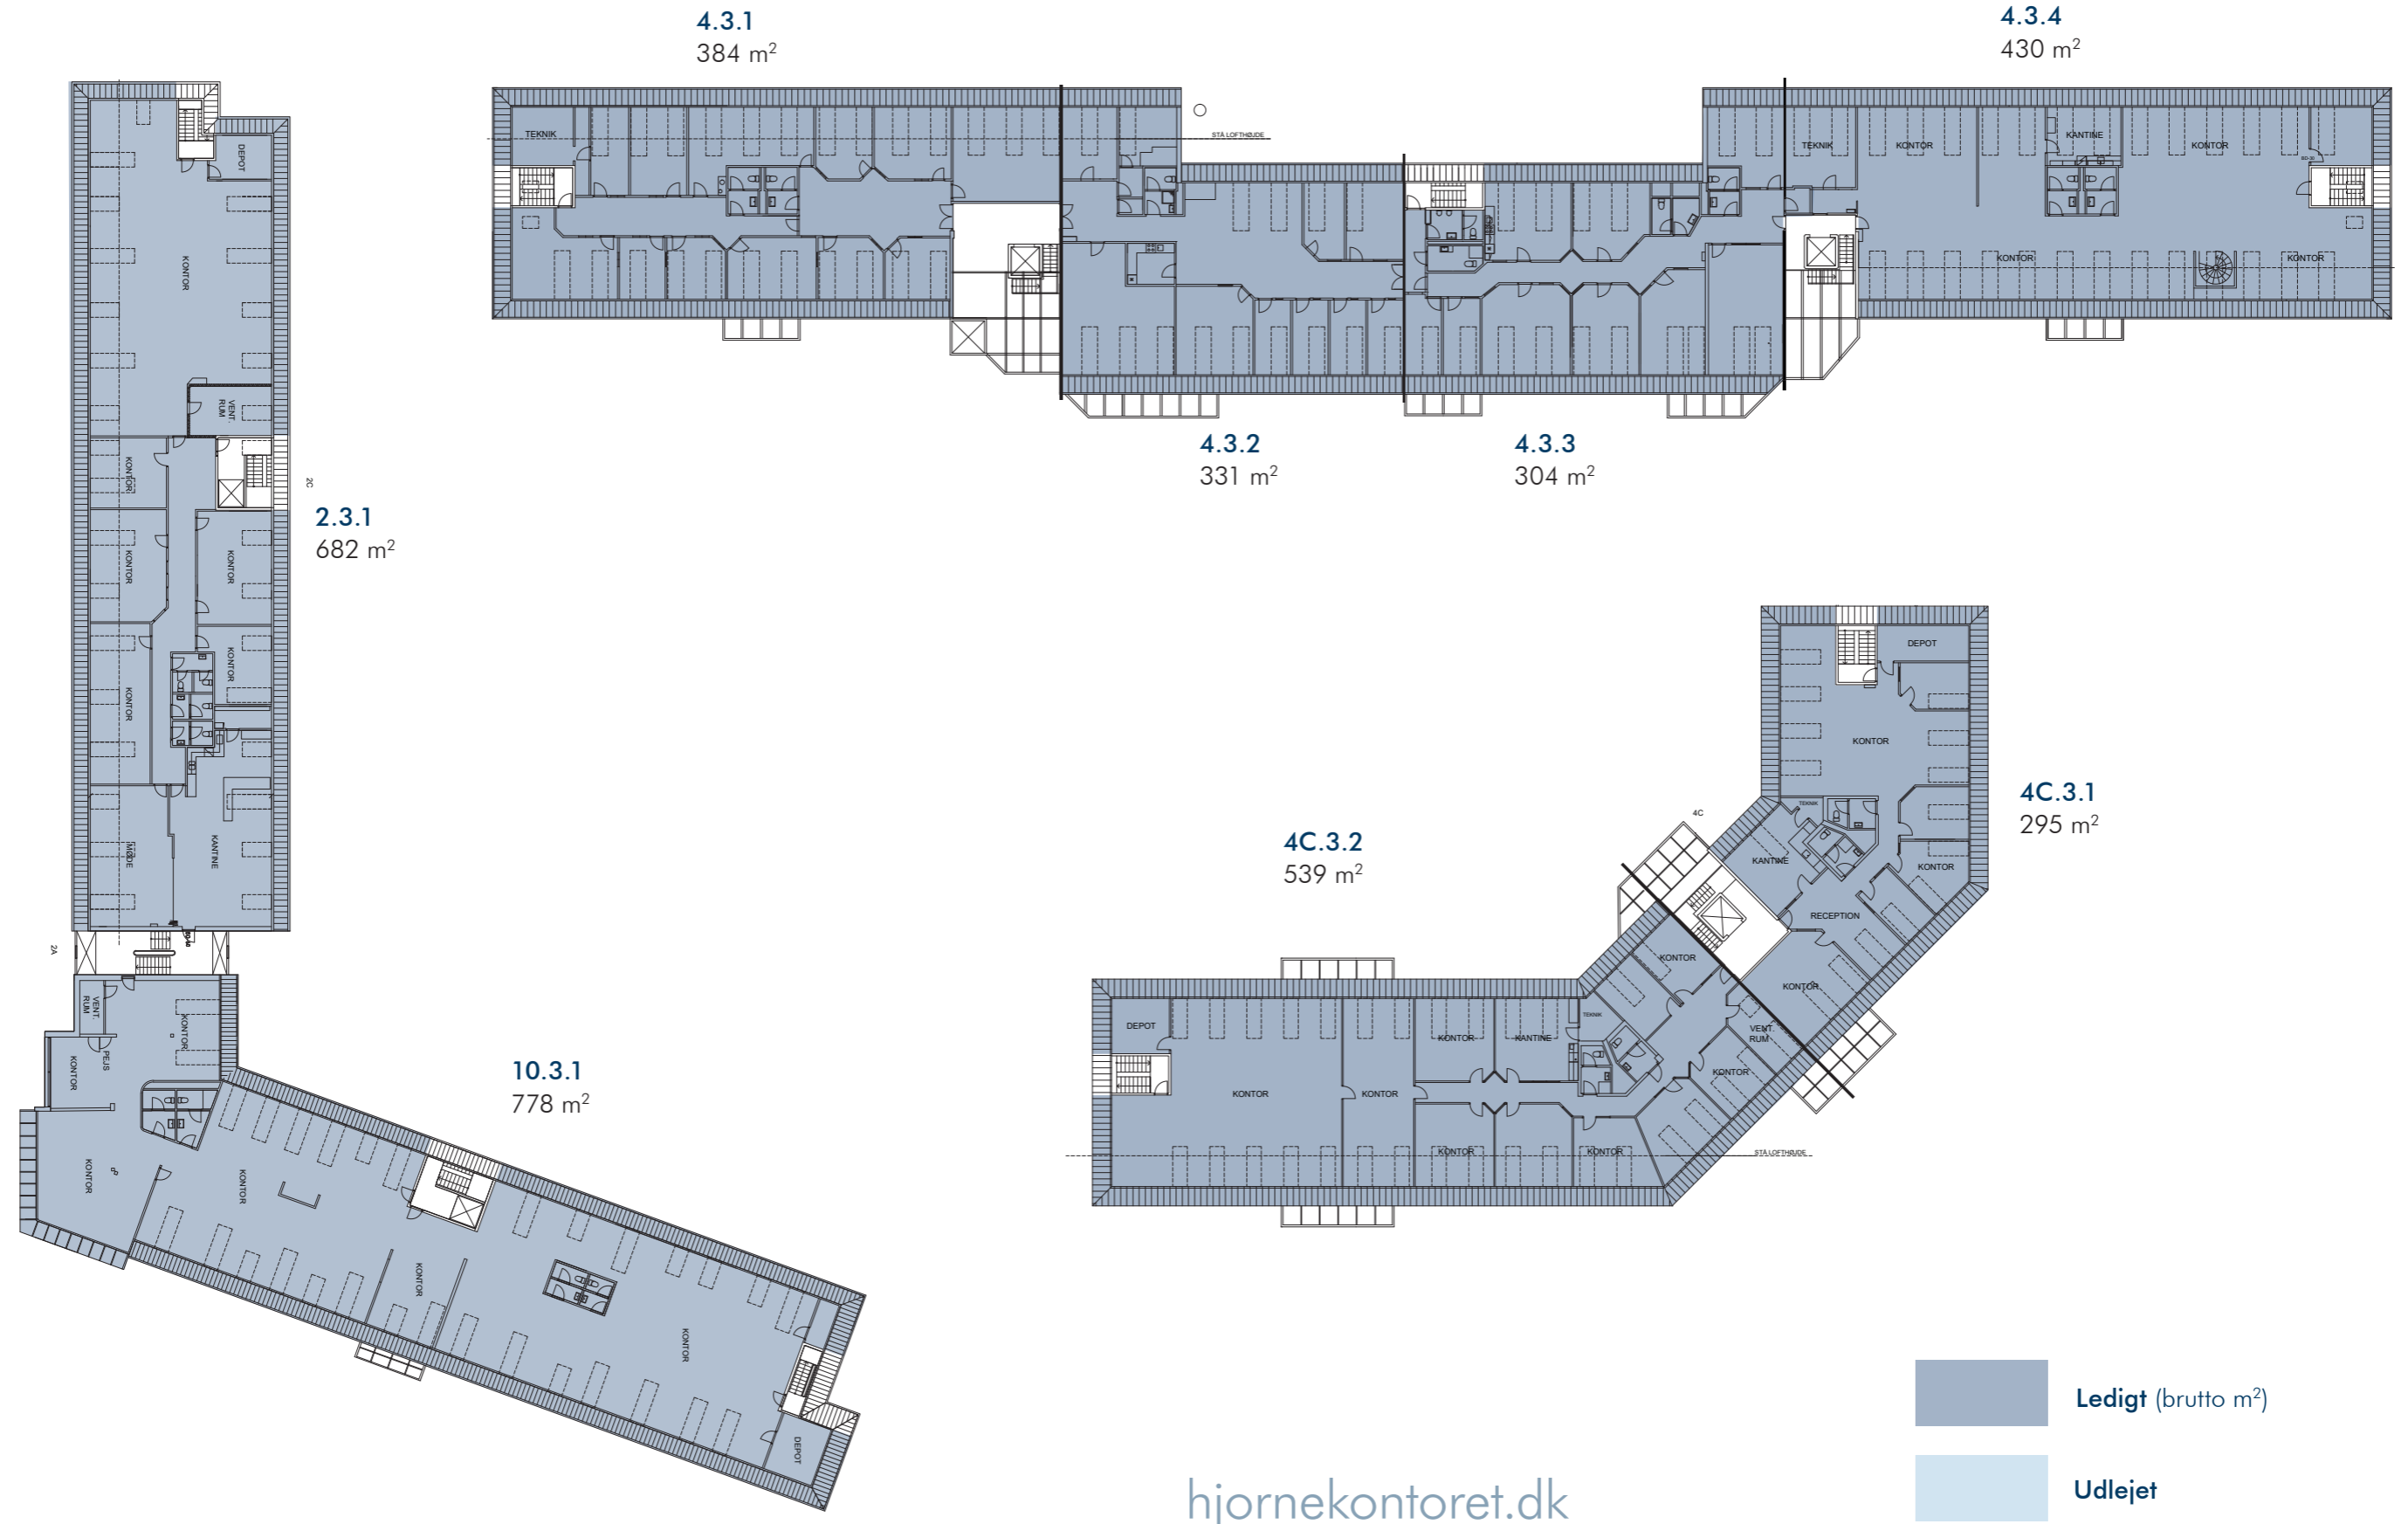 4.3.1
384 m²
4.3.4
430 m²
TEKNIK
STÅ LOFTHØJDE
TEKNIK
KONTOR
KANTINE
KONTOR
KONTOR
KONTOR
4.3.2
331 m²
4.3.3
304 m²
DEPOT
KONTOR
VENT.
RUM
KONTOR
2C
2.3.1
682 m²
KONTOR
KONTOR
KONTOR
KONTOR
MØDE
KANTINE
2A
VENT.
RUM
KONTOR
PEJS
KONTOR
KONTOR
KONTOR
KONTOR
KONTOR
DEPOT
10.3.1
778 m²
DEPOT
KONTOR
4C.3.1
295 m²
TEKNIK
4C
KANTINE
KONTOR
RECEPTION
KONTOR
4C.3.2
539 m²
KONTOR
DEPOT
TEKNIK
KONTOR
KANTINE
VENT.
RUM
KONTOR
KONTOR
KONTOR
KONTOR
KONTOR
STÅ LOFTHØJDE
Ledigt (brutto m²)
Udlejet
hjornekontoret.dk